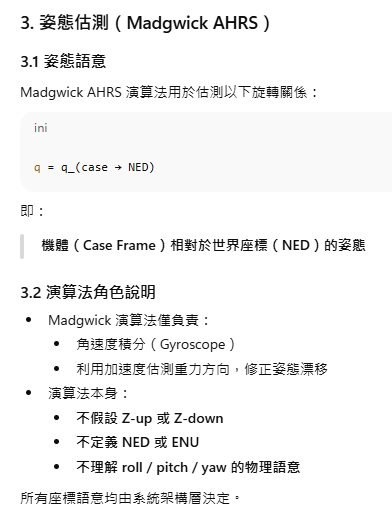 3. 姿態估測（Madgwick AHRS）
3.1 姿態語意
Madgwick AHRS 演算法用於估測以下旋轉關係：
ini
q = q_(case → NED)
即：
機體（Case Frame）相對於世界座標（NED）的姿態
3.2 演算法角色說明
• Madgwick 演算法僅負責：
• 角速度積分（Gyroscope）
• 利用加速度估測重力方向，修正姿態漂移
• 演算法本身：
• 不假設 Z-up 或 Z-down
• 不定義 NED 或 ENU
• 不理解 roll / pitch / yaw 的物理語意
所有座標語意均由系統架構層決定。